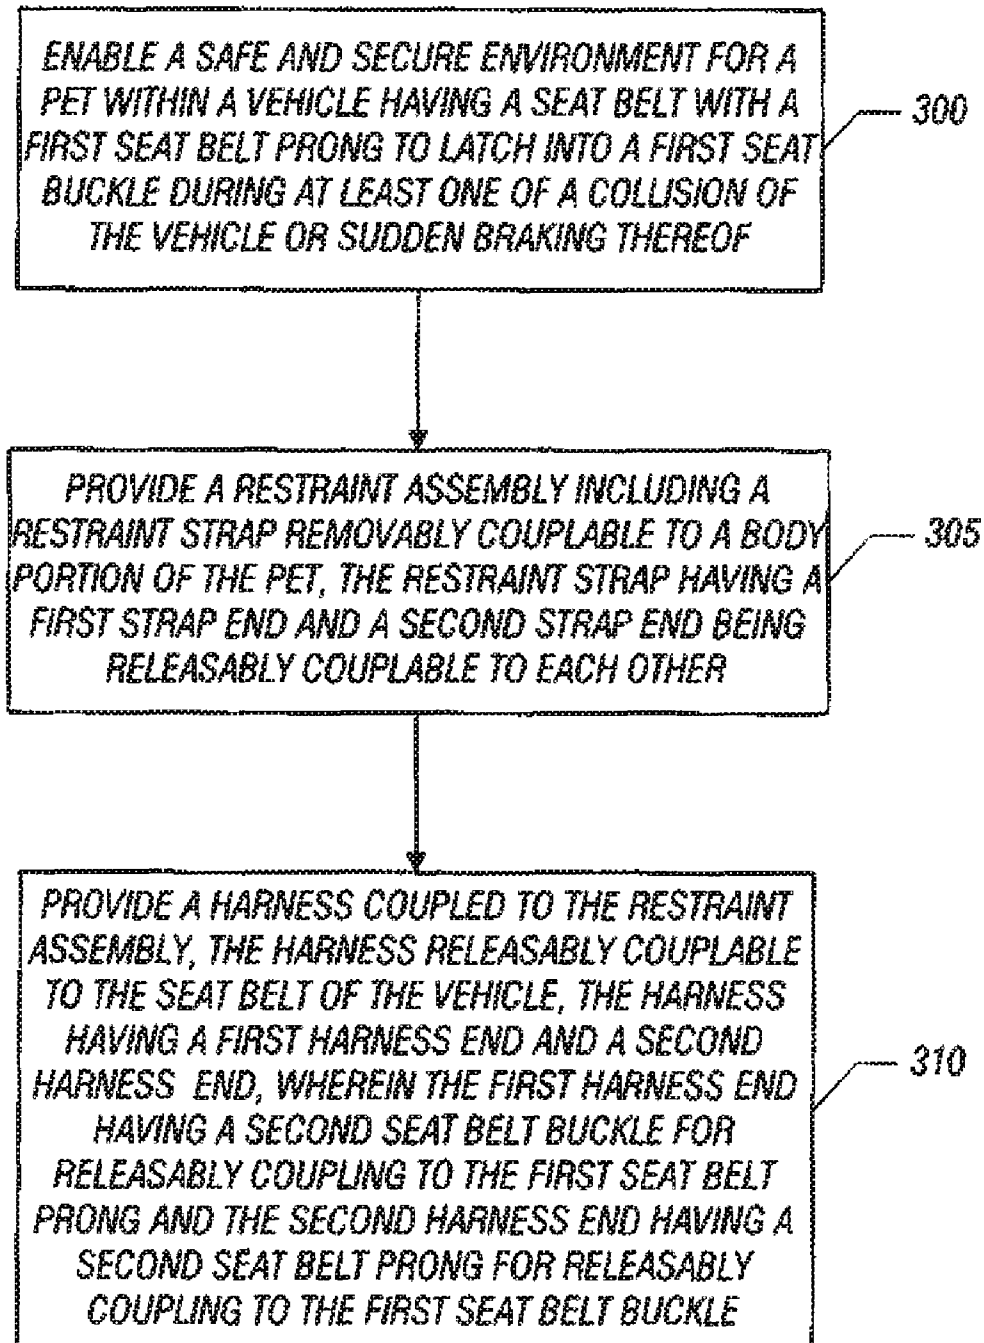 ENABLE A SAFE AND SECURE ENVIRONMENT FOR A
PET WITHIN A VEHICLE HAVING A SEAT BELT WITH A
FIRST SEAT BELT PRONG TO LATCH INTO A FIRST SEAT
BUCKLE DURING AT LEAST ONE OF A COLLISION OF
THE VEHICLE OR SUDDEN BRAKING THEREOF
300
PROVIDE A RESTRAINT ASSEMBLY INCLUDING A
RESTRAINT STRAP REMOVABLY COUPLABLE TO A BODY
PORTION OF THE PET, THE RESTRAINT STRAP HAVING A
FIRST STRAP END AND A SECOND STRAP END BEING
RELEASABLY COUPLABLE TO EACH OTHER
305
PROVIDE A HARNESS COUPLED TO THE RESTRAINT
ASSEMBLY, THE HARNESS RELEASABLY COUPLABLE
TO THE SEAT BELT OF THE VEHICLE, THE HARNESS
HAVING A FIRST HARNESS END AND A SECOND
HARNESS END, WHEREIN THE FIRST HARNESS END
HAVING A SECOND SEAT BELT BUCKLE FOR
RELEASABLY COUPLING TO THE FIRST SEAT BELT
PRONG AND THE SECOND HARNESS END HAVING A
SECOND SEAT BELT PRONG FOR RELEASABLY
COUPLING TO THE FIRST SEAT BELT BUCKLE
310